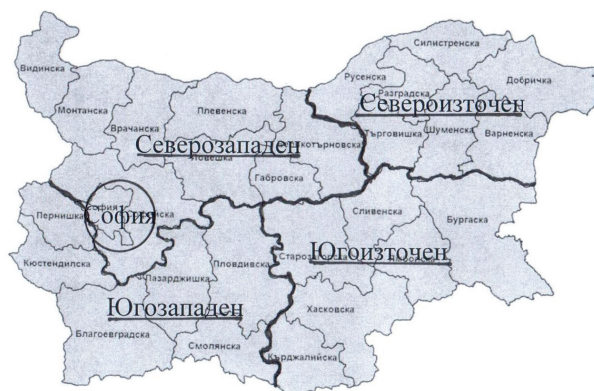 Силистренска
Видинска
Русенска
Добричка
Разградска
Монтанска
Плевенска
Североизточен
Врачанска
Търговишка
Шуменска
Варненска
Северозападен
Ловешка
Габровска
София
Пернишка
Сливенска
Бургаска
Югоизточен
Кюстендилска
Пазарджишка
Пловдивска
Хасковска
Югозападен
Благоевградска
Смолянска
Кърджалийска